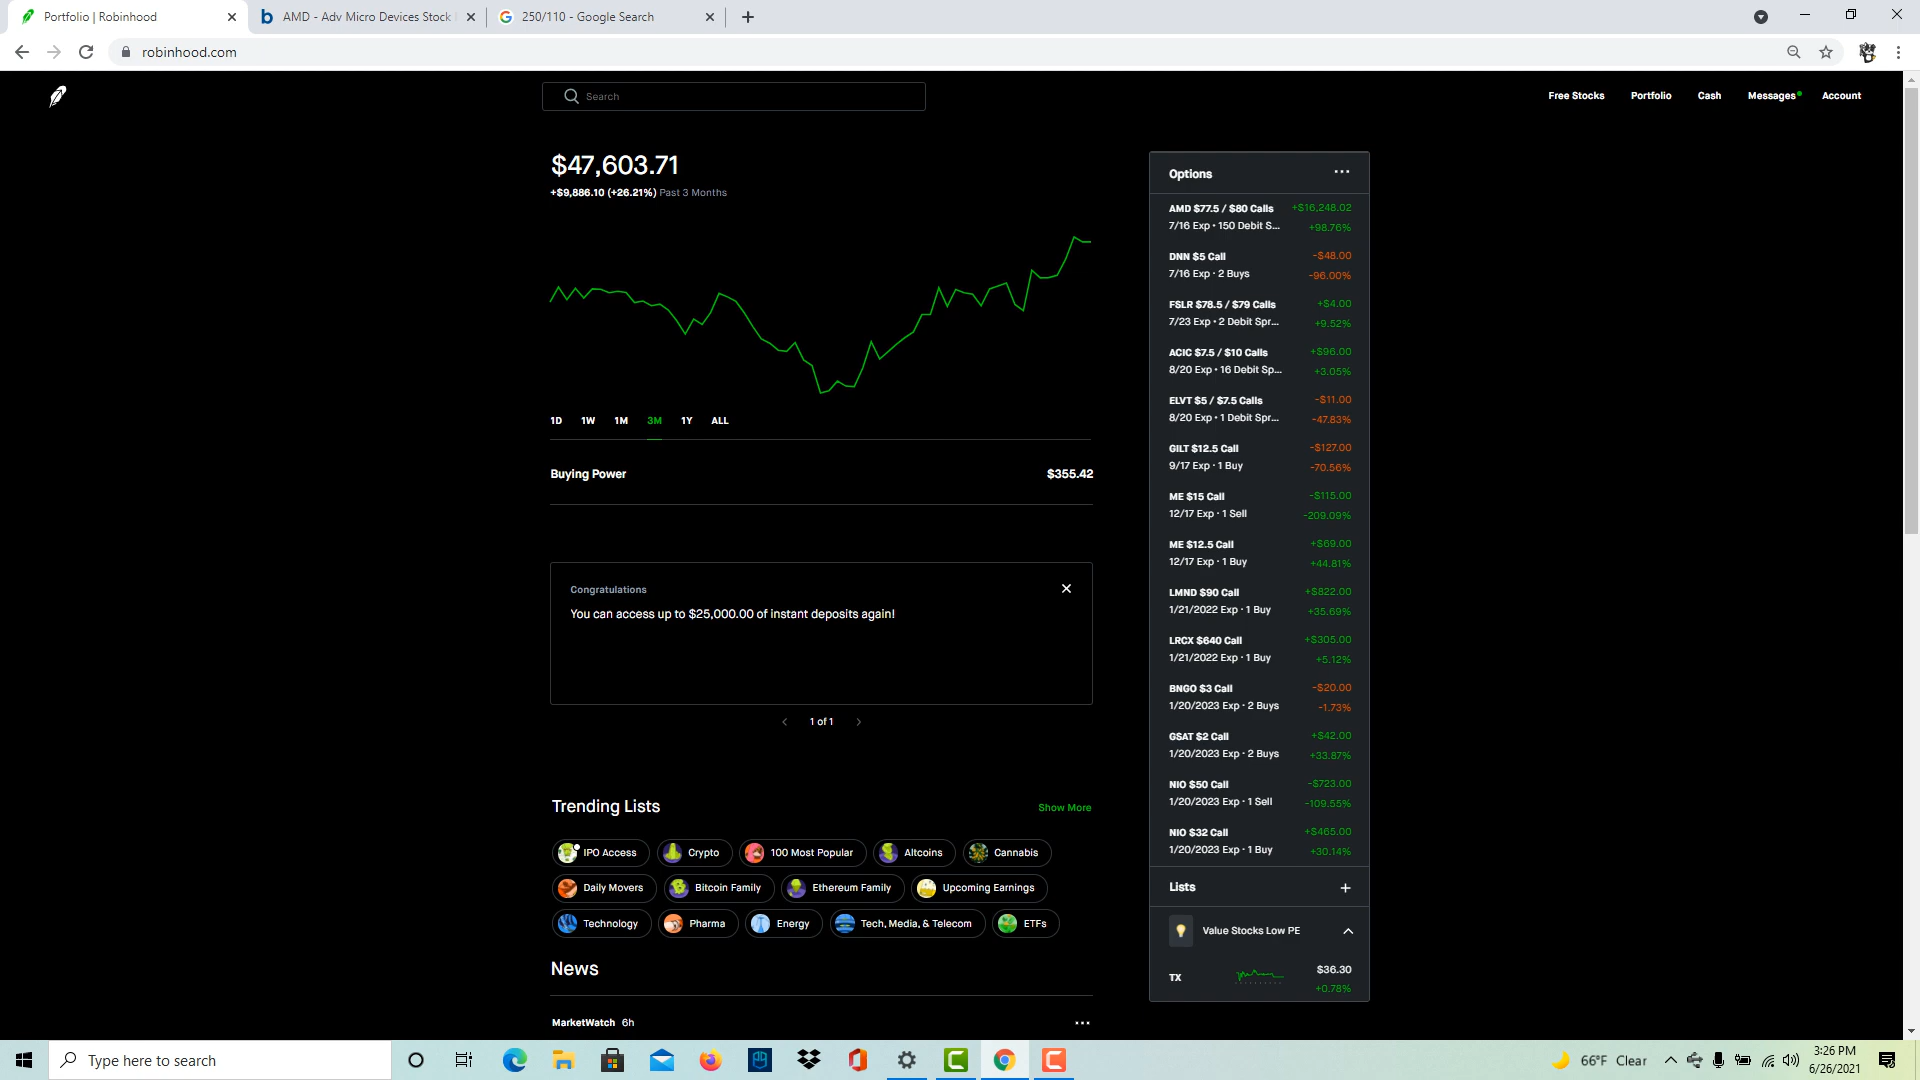 Portfolio | Robinhood
AMD - Adv Micro Devices Stock
250/110 - Google Search
robinhood.com
Search
Free Stocks
Portfolio
Cash
Messages
Account
$47,603.71
+$9,886.10 (+26.21%) Past 3 Months
1D 1W 1M 3M 1Y ALL
Buying Power $355.42
Congratulations
You can access up to $25,000.00 of instant deposits again!
1 of 1
Trending Lists
Show More
IPO Access Crypto 100 Most Popular Altcoins Cannabis
Daily Movers Bitcoin Family Ethereum Family Upcoming Earnings
Technology Pharma Energy Tech, Media, & Telecom ETFs
News
MarketWatch 6h
Options
AMD $77.5 / $80 Calls +$16,248.02
7/16 Exp • 150 Debit S... +98.76%
DNN $5 Call -$48.00
7/16 Exp · 2 Buys -96.00%
FSLR $78.5 / $79 Calls +$4.00
7/23 Exp • 2 Debit Spr... +9.52%
ACIC $7.5 / $10 Calls +$96.00
8/20 Exp • 16 Debit Sp... +3.05%
ELVT $5 / $7.5 Calls -$11.00
8/20 Exp • 1 Debit Spr... -47.83%
GILT $12.5 Call -$127.00
9/17 Exp · 1 Buy -70.56%
ME $15 Call -$115.00
12/17 Exp · 1 Sell -209.09%
ME $12.5 Call +$69.00
12/17 Exp · 1 Buy +44.81%
LMND $90 Call +$822.00
1/21/2022 Exp · 1 Buy +35.69%
LRCX $640 Call +$305.00
1/21/2022 Exp · 1 Buy +5.12%
BNGO $3 Call -$20.00
1/20/2023 Exp · 2 Buys -1.73%
GSAT $2 Call +$42.00
1/20/2023 Exp · 2 Buys +33.87%
NIO $50 Call -$723.00
1/20/2023 Exp · 1 Sell -109.55%
NIO $32 Call +$465.00
1/20/2023 Exp · 1 Buy +30.14%
Lists
Value Stocks Low PE
TX $36.30
+0.78%
Type here to search
66°F Clear
3:26 PM
6/26/2021